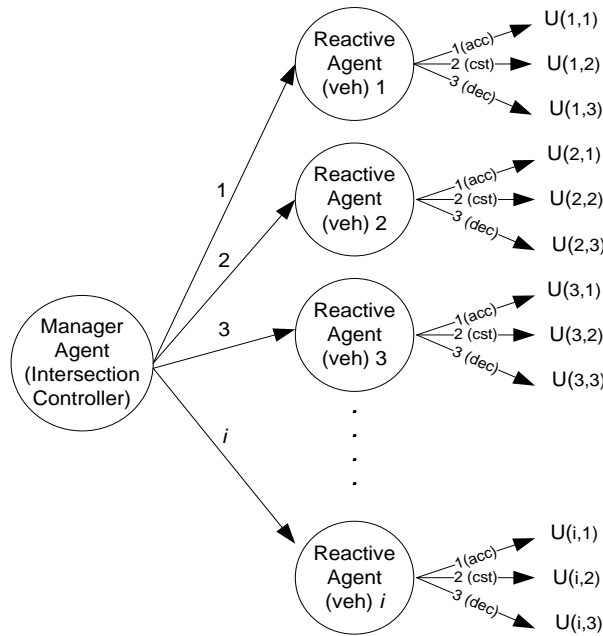 Reactive
Agent
(veh) 1
1(acc)
2 (cst)
3 (dec)
U(1,1)
U(1,2)
U(1,3)
1
Reactive
Agent
(veh) 2
1(acc)
2 (cst)
3 (dec)
U(2,1)
U(2,2)
U(2,3)
2
Manager
Agent
(Intersection
Controller)
3
Reactive
Agent
(veh) 3
1(acc)
2 (cst)
3 (dec)
U(3,1)
U(3,2)
U(3,3)
i
Reactive
Agent
(veh) i
1(acc)
2 (cst)
3 (dec)
U(i,1)
U(i,2)
U(i,3)